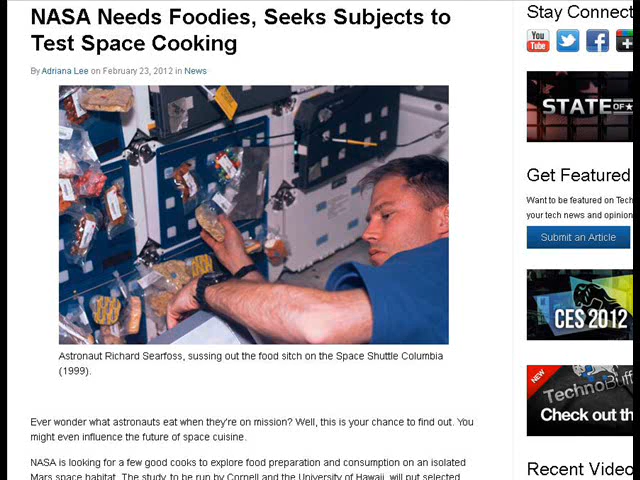 NASA Needs Foodies, Seeks Subjects to
Test Space Cooking
By Adriana Lee on February 23, 2012 in News
Astronaut Richard Searfoss, sussing out the food sitch on the Space Shuttle Columbia
(1999).
Ever wonder what astronauts eat when they're on mission? Well, this is your chance to find out. You
might even influence the future of space cuisine.
NASA is looking for a few good cooks to explore food preparation and consumption on an isolated
Mars space habitat. The study, to be run by Cornell and the University of Hawaii, will put selected
Stay Connect
You
Tube
STATE OF
Get Featured
Want to be featured on Tech
your tech news and opinion
Submit an Article
CES 2012
NEW
TechnoBuff
Check out th
Recent Video